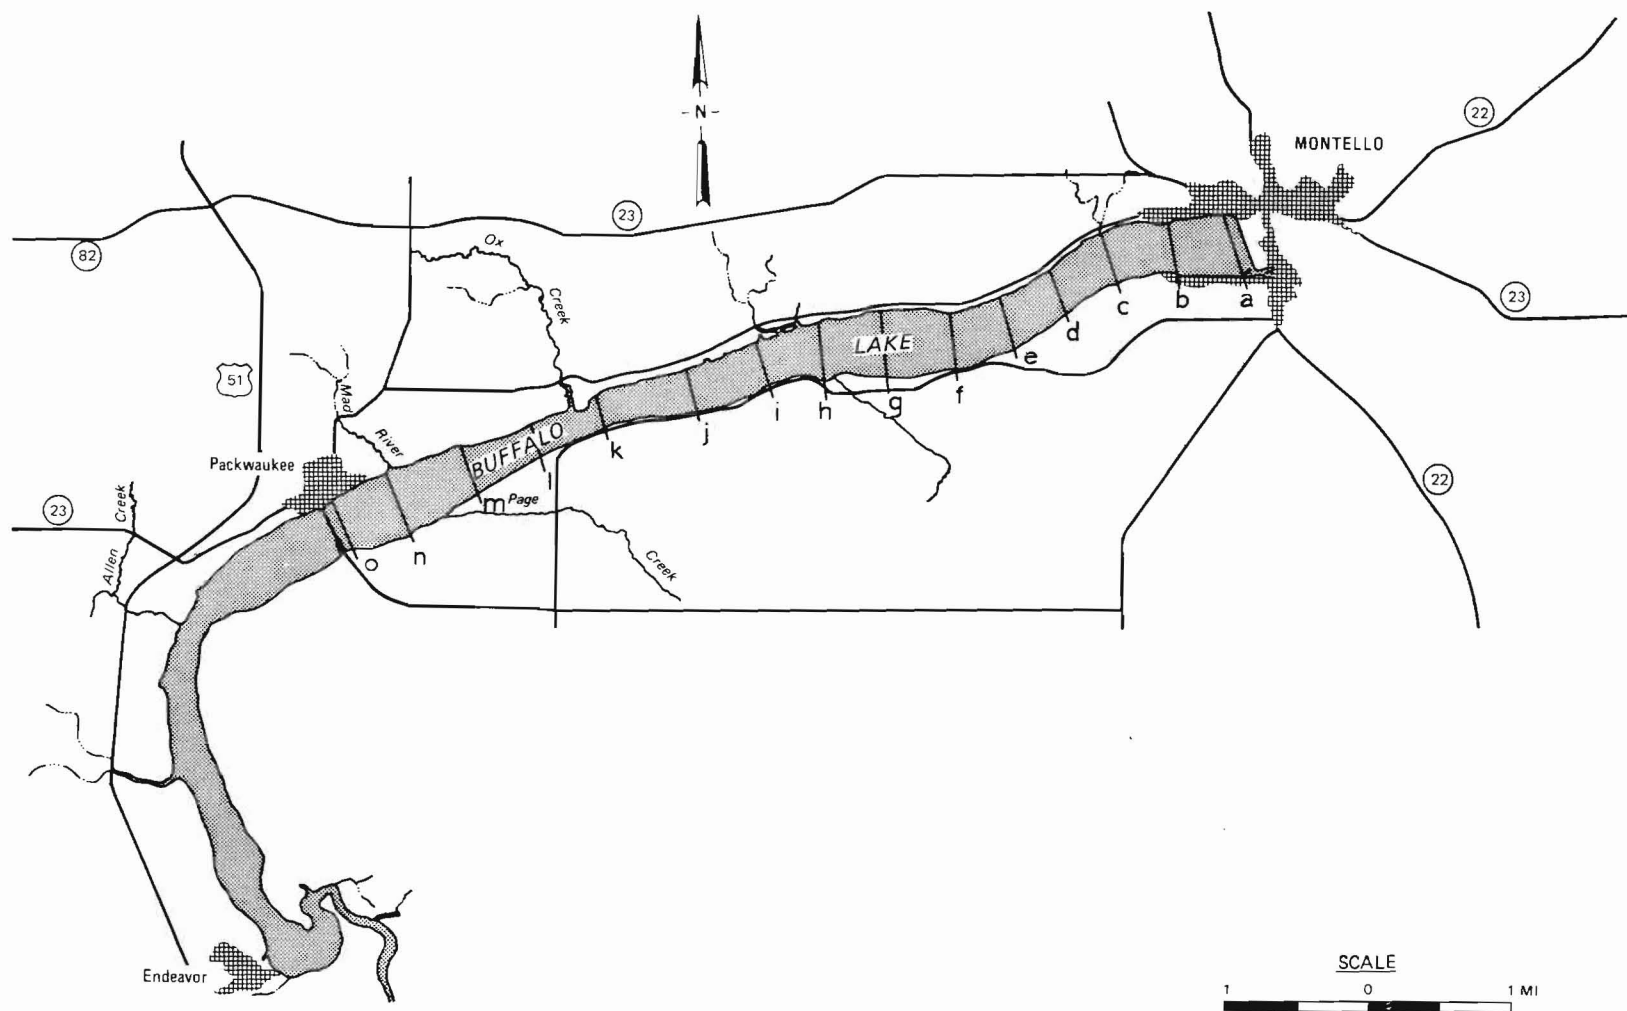 22
MONTELLO
N
23
82
Ox
Creek
23
c
b
a
d
LAKE
e
51
Mad
River
i
h
g
f
j
BUFFALO
k
l
Packwaukee
m
Page
Creek
22
23
Creek
Allen
n
o
Endeavor
SCALE
1 0 1 MI